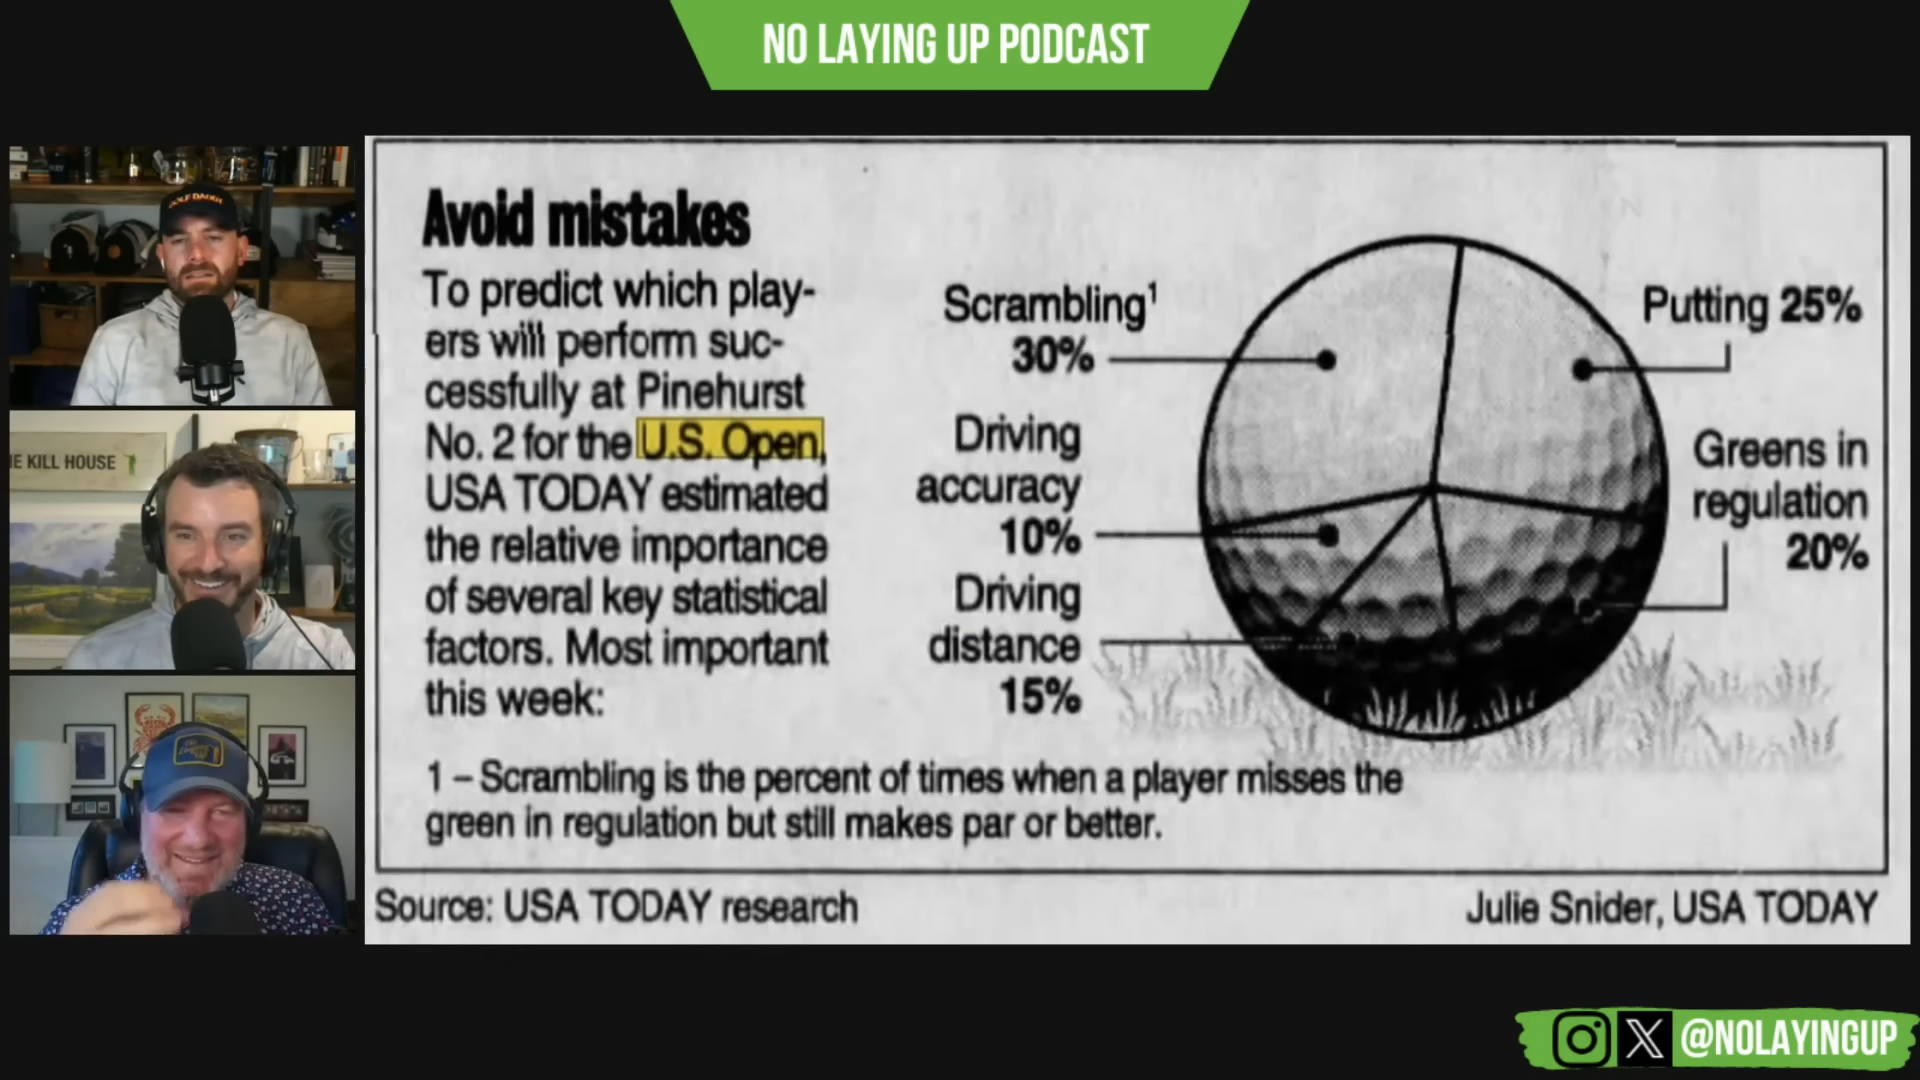 NO LAYING UP PODCAST
Avoid mistakes
To predict which play-
ers will perform suc-
cessfully at Pinehurst
No. 2 for the U.S. Open,
USA TODAY estimated
the relative importance
of several key statistical
factors. Most important
this week:
Scrambling¹
30%
Driving
accuracy
10%
Driving
distance
15%
Putting 25%
Greens in
regulation
20%
1 – Scrambling is the percent of times when a player misses the
green in regulation but still makes par or better.
Source: USA TODAY research
Julie Snider, USA TODAY
GOLF DADDY
E KILL HOUSE
@NOLAYINGUP